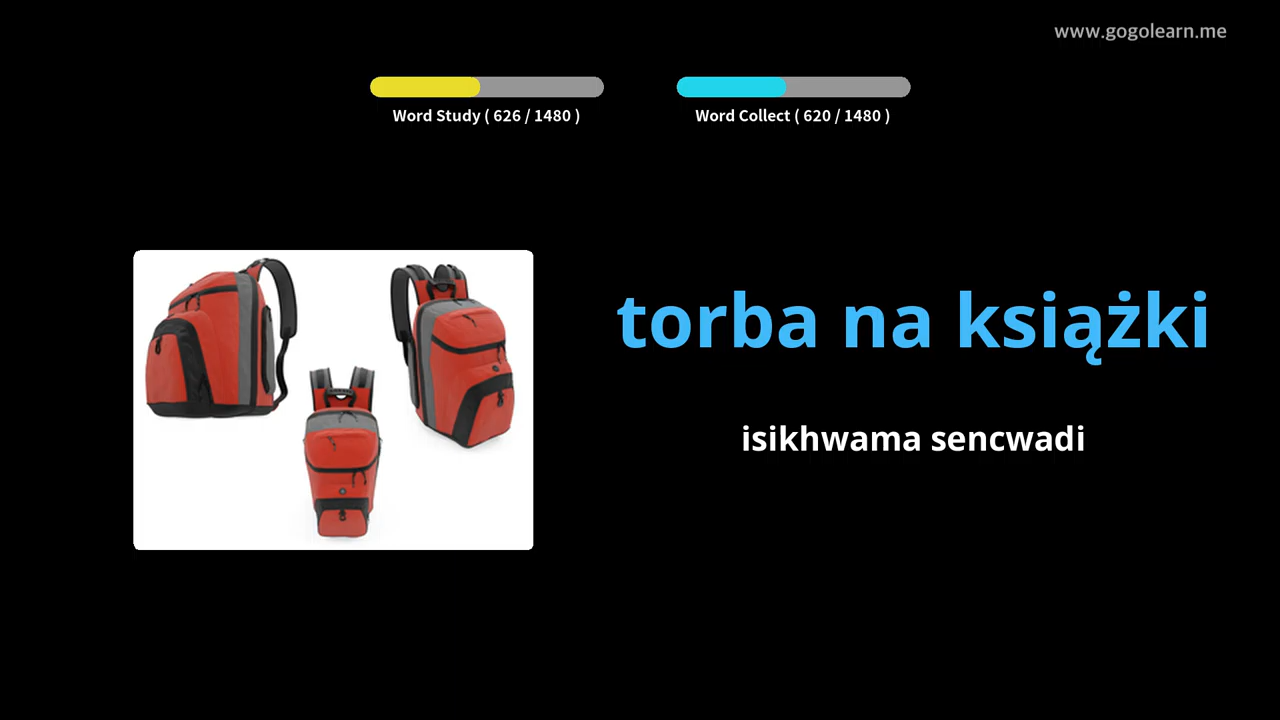 www.gogolearn.me
Word Study ( 626 / 1480 )
Word Collect ( 620 / 1480 )
torba na książki
isikhwama sencwadi